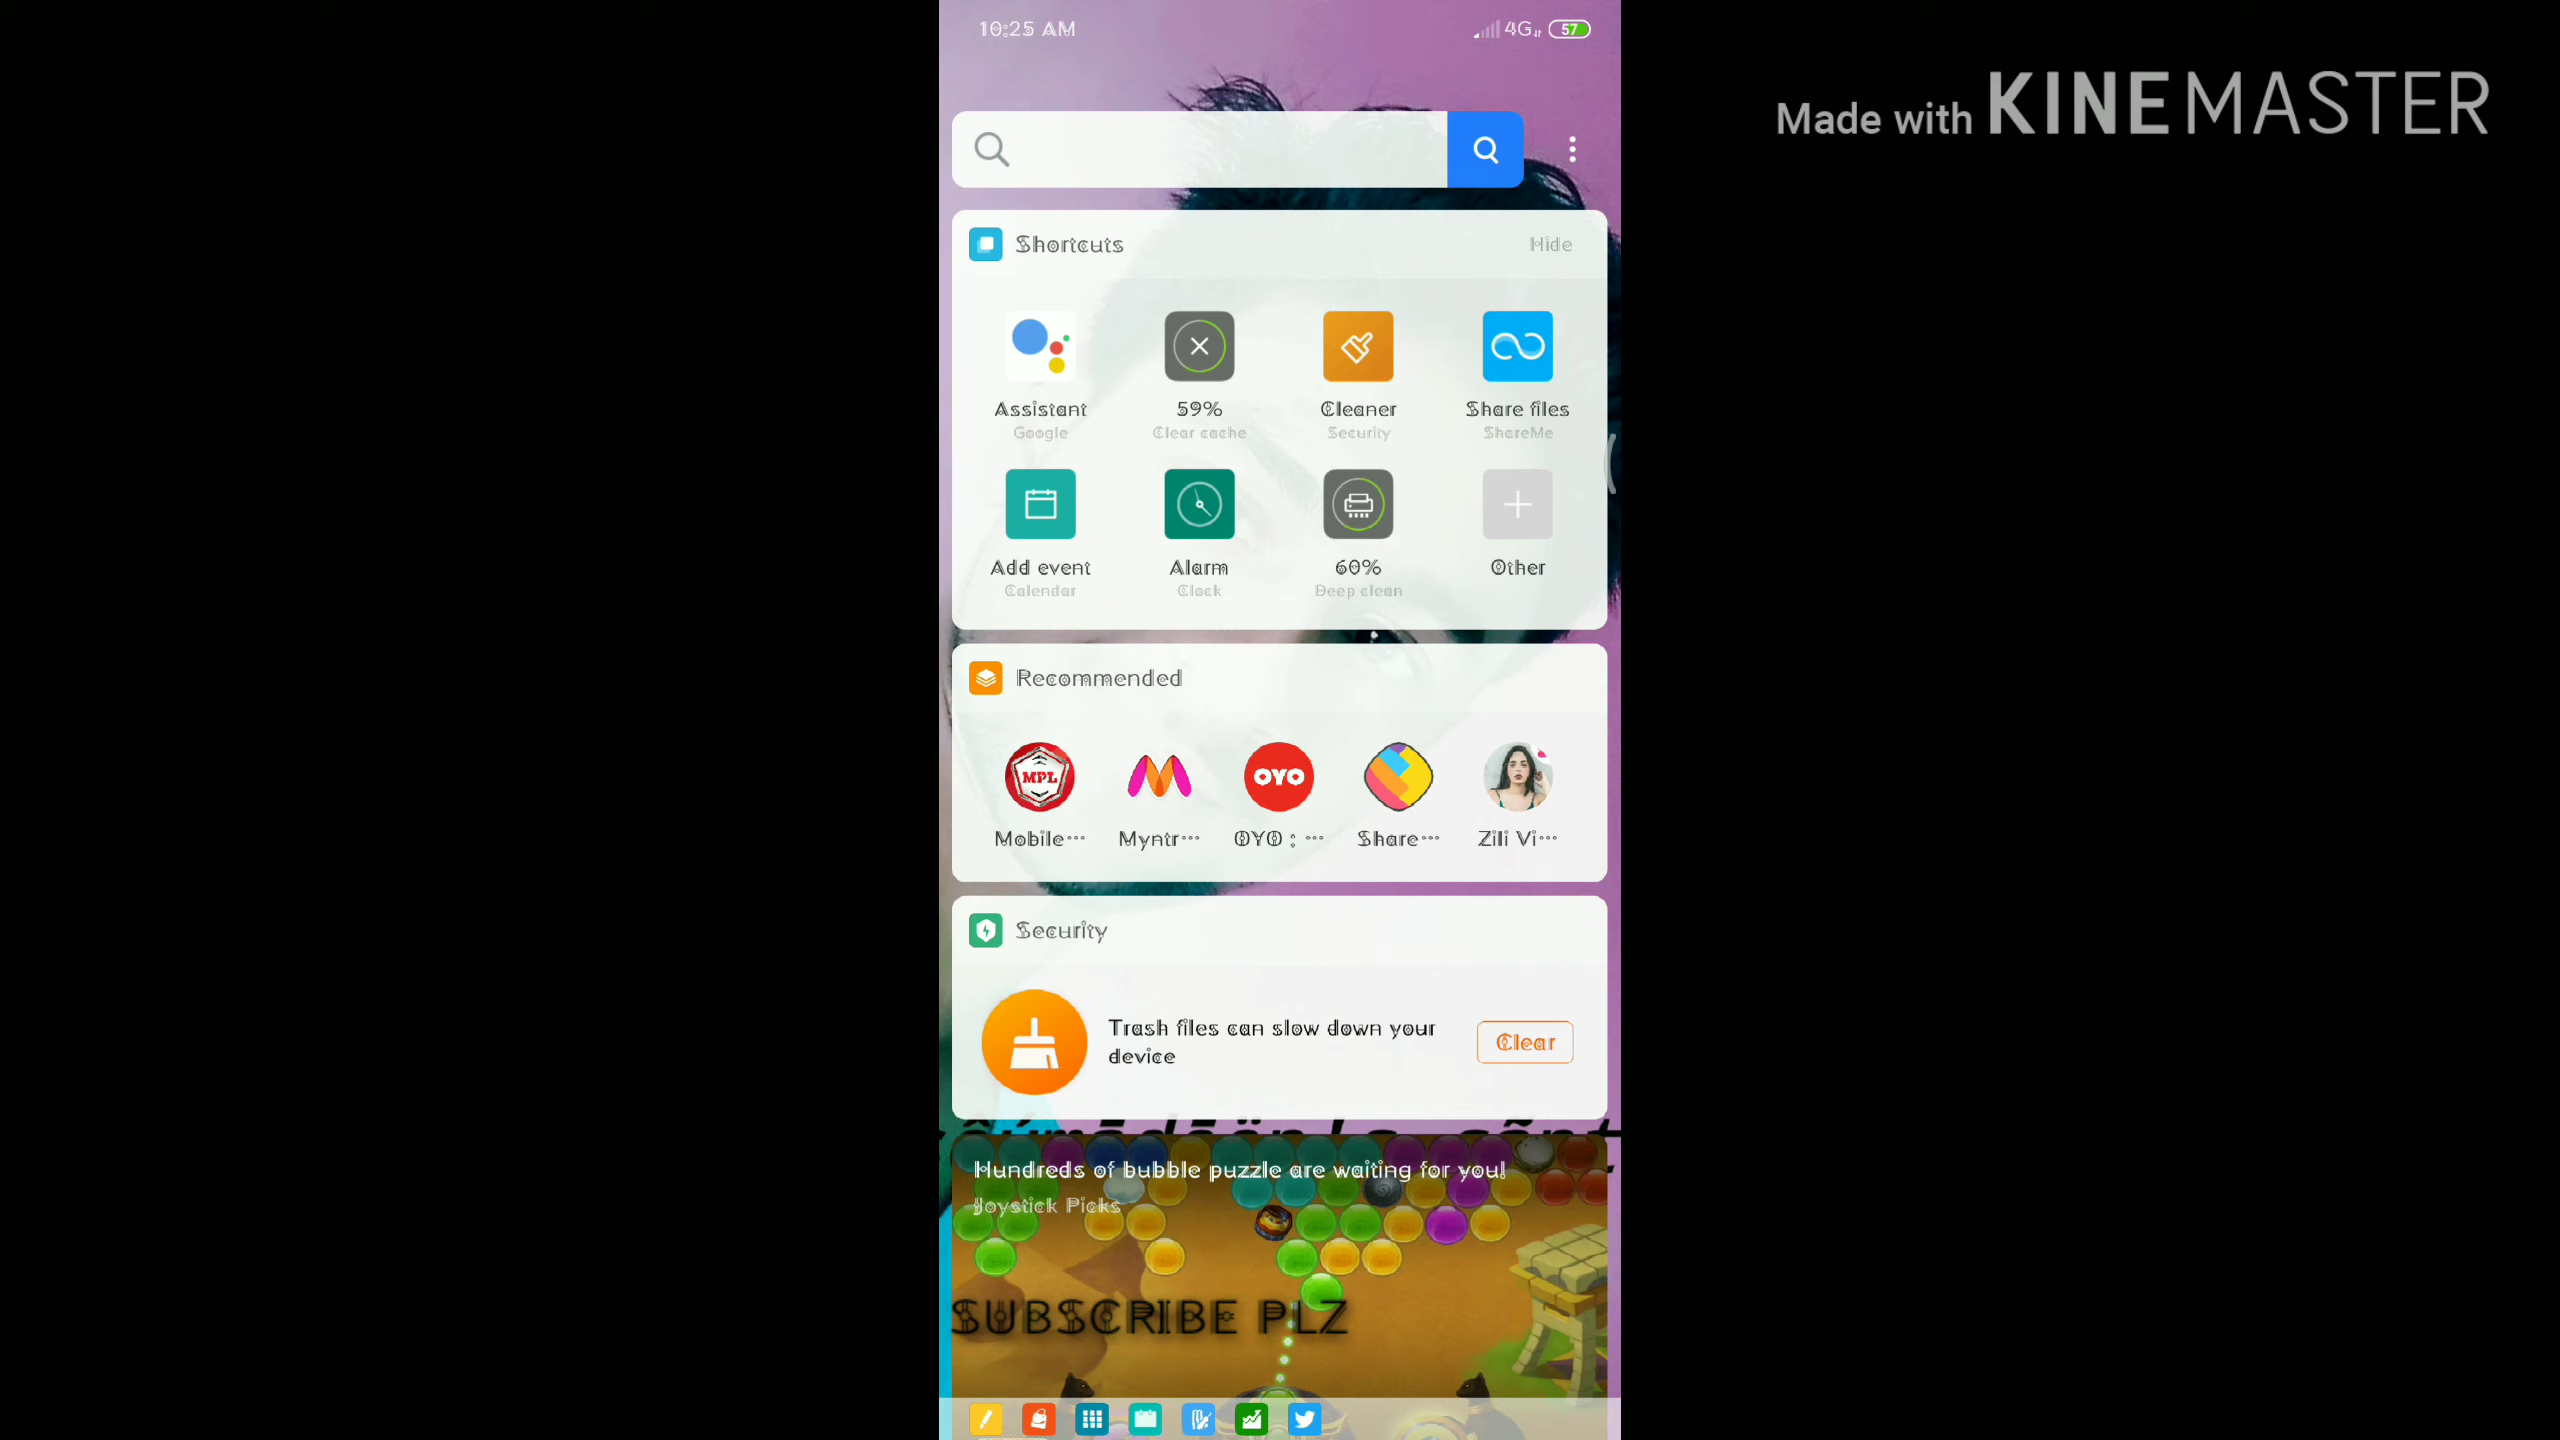 10:25 AM
4G
57
Made with KINEMASTER
Shortcuts
Hide
Assistant
59%
Cleaner
Share files
Google
Clear cache
Security
ShareMe
Add event
Alarm
60%
Other
Calendar
Clock
Deep clean
Recommended
MPL
OYO
Mobile...
Myntr...
OYO : ...
Share...
Zili Vi...
Security
Trash files can slow down your
device
Clear
Hundreds of bubble puzzle are waiting for you!
Joystick Picks
SUBSCRIBE PLZ